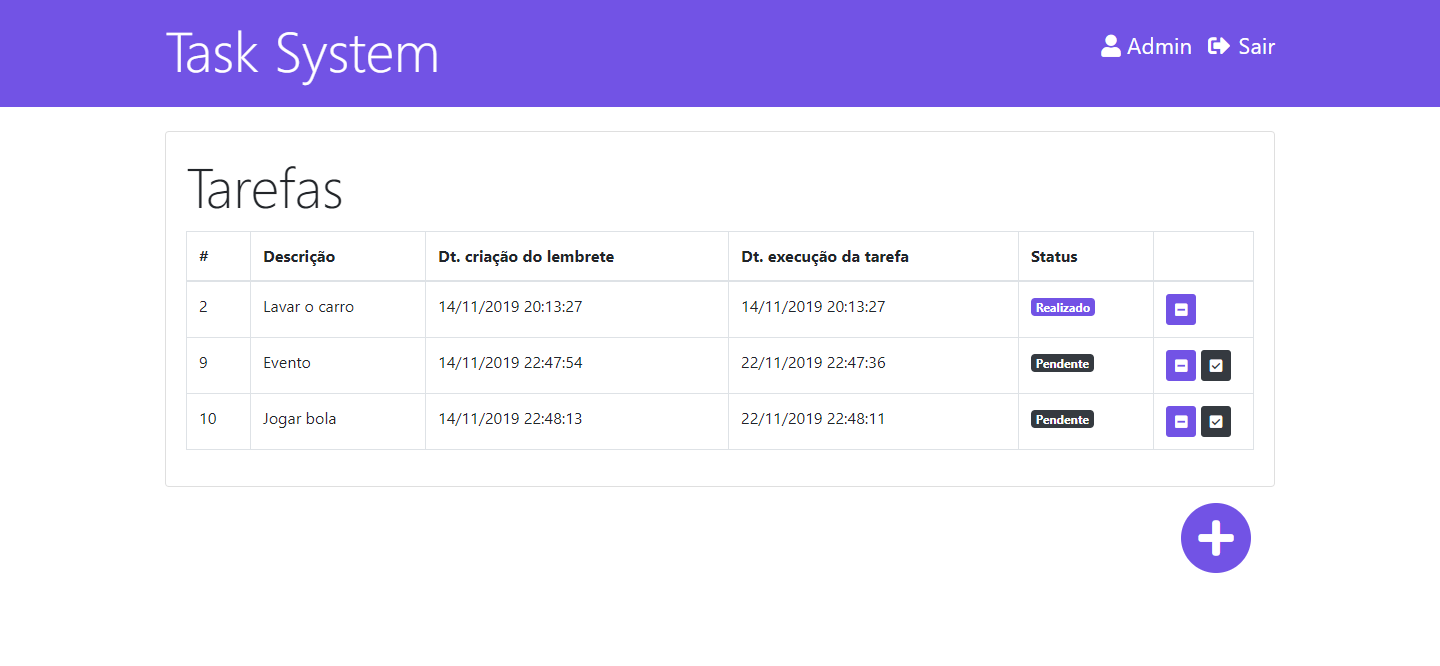 Task System
Admin Sair
Tarefas
# Descrição Dt. criação do lembrete Dt. execução da tarefa Status
2 Lavar o carro 14/11/2019 20:13:27 14/11/2019 20:13:27 Realizado
9 Evento 14/11/2019 22:47:54 22/11/2019 22:47:36 Pendente
10 Jogar bola 14/11/2019 22:48:13 22/11/2019 22:48:11 Pendente